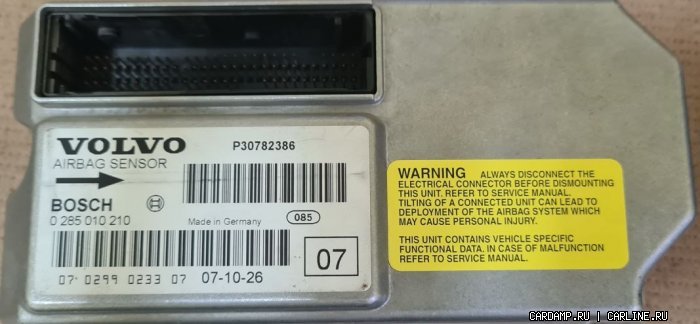 VOLVO
P30782386
AIRBAG SENSOR
BOSCH
0 285 010 210
Made in Germany
085
07 0299 0233 07
07-10-26
07
WARNING ALWAYS DISCONNECT THE
ELECTRICAL CONNECTOR BEFORE DISMOUNTING
THIS UNIT. REFER TO SERVICE MANUAL.
TILTING OF A CONNECTED UNIT CAN LEAD TO
DEPLOYMENT OF THE AIRBAG SYSTEM WHICH
MAY CAUSE PERSONAL INJURY.
THIS UNIT CONTAINS VEHICLE SPECIFIC
FUNCTIONAL DATA. IN CASE OF MALFUNCTION
REFER TO SERVICE MANUAL.
CARDAMP.RU | CARLINE.RU